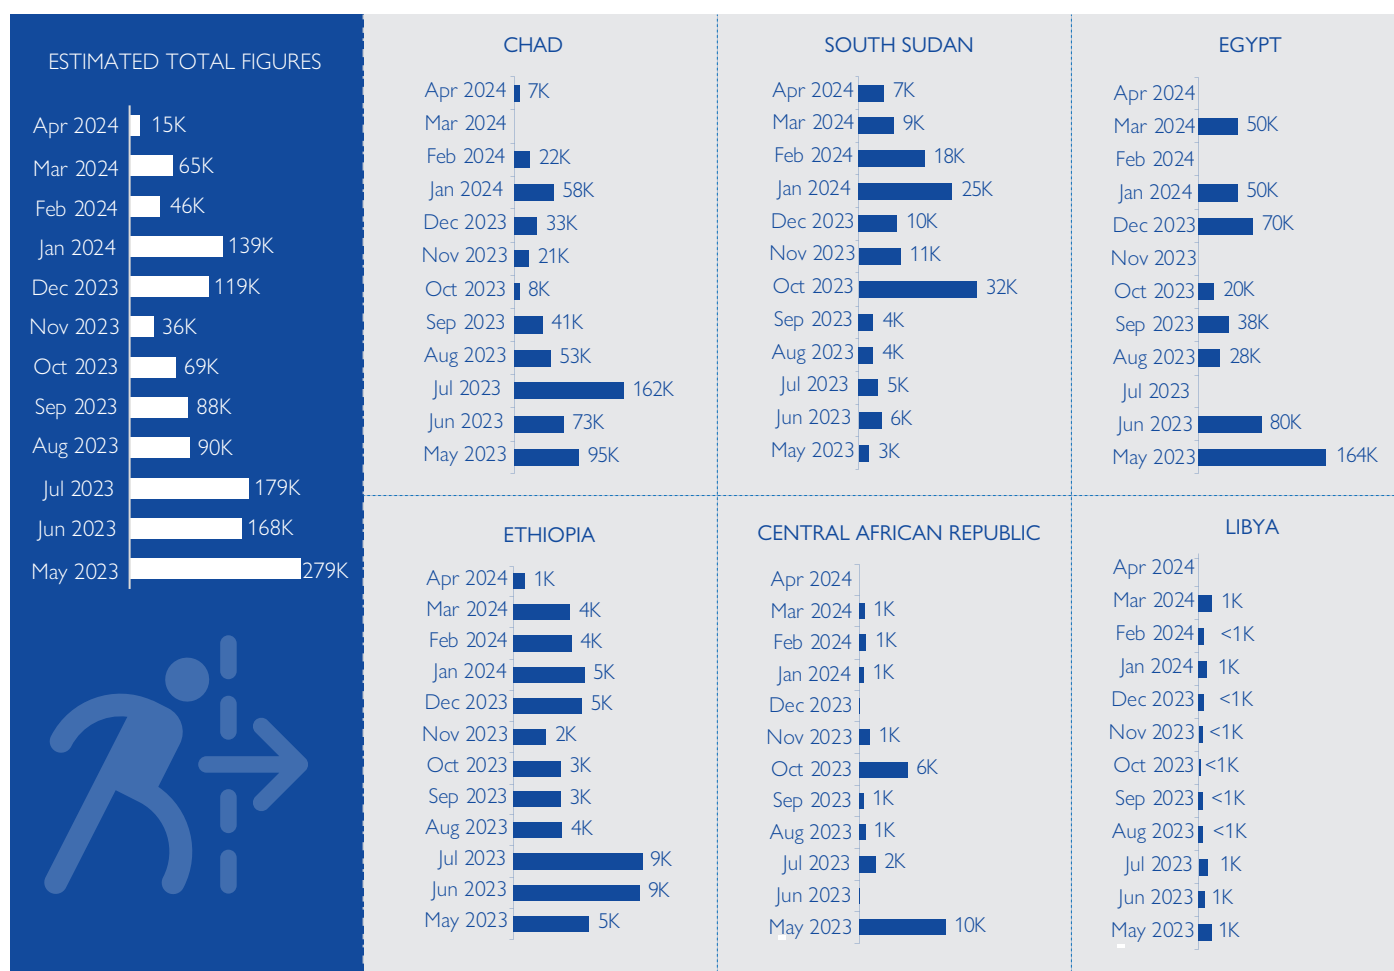 ESTIMATED TOTAL FIGURES
Apr 2024 15K
Mar 2024 65K
Feb 2024 46K
Jan 2024 139K
Dec 2023 119K
Nov 2023 36K
Oct 2023 69K
Sep 2023 88K
Aug 2023 90K
Jul 2023 179K
Jun 2023 168K
May 2023 279K
CHAD
Apr 2024 7K
Mar 2024
Feb 2024 22K
Jan 2024 58K
Dec 2023 33K
Nov 2023 21K
Oct 2023 8K
Sep 2023 41K
Aug 2023 53K
Jul 2023 162K
Jun 2023 73K
May 2023 95K
SOUTH SUDAN
Apr 2024 7K
Mar 2024 9K
Feb 2024 18K
Jan 2024 25K
Dec 2023 10K
Nov 2023 11K
Oct 2023 32K
Sep 2023 4K
Aug 2023 4K
Jul 2023 5K
Jun 2023 6K
May 2023 3K
EGYPT
Apr 2024
Mar 2024 50K
Feb 2024
Jan 2024 50K
Dec 2023 70K
Nov 2023
Oct 2023 20K
Sep 2023 38K
Aug 2023 28K
Jul 2023
Jun 2023 80K
May 2023 164K
ETHIOPIA
Apr 2024 1K
Mar 2024 4K
Feb 2024 4K
Jan 2024 5K
Dec 2023 5K
Nov 2023 2K
Oct 2023 3K
Sep 2023 3K
Aug 2023 4K
Jul 2023 9K
Jun 2023 9K
May 2023 5K
CENTRAL AFRICAN REPUBLIC
Apr 2024
Mar 2024 1K
Feb 2024 1K
Jan 2024 1K
Dec 2023
Nov 2023 1K
Oct 2023 6K
Sep 2023 1K
Aug 2023 1K
Jul 2023 2K
Jun 2023
May 2023 10K
LIBYA
Apr 2024
Mar 2024 1K
Feb 2024 <1K
Jan 2024 1K
Dec 2023 <1K
Nov 2023 <1K
Oct 2023 <1K
Sep 2023 <1K
Aug 2023 <1K
Jul 2023 1K
Jun 2023 1K
May 2023 1K